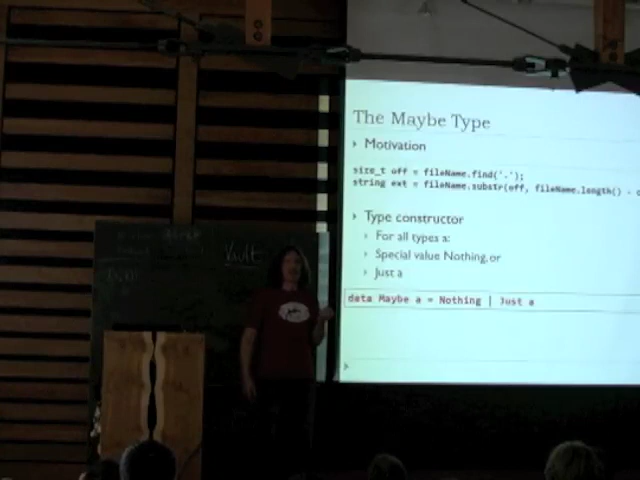 The Maybe Type
Motivation
size_t off = fileName.find('.');
string ext = fileName.substr(off, fileName.length() -
Type constructor
For all types a:
Special value Nothing, or
Just a
data Maybe a = Nothing | Just a
Vault